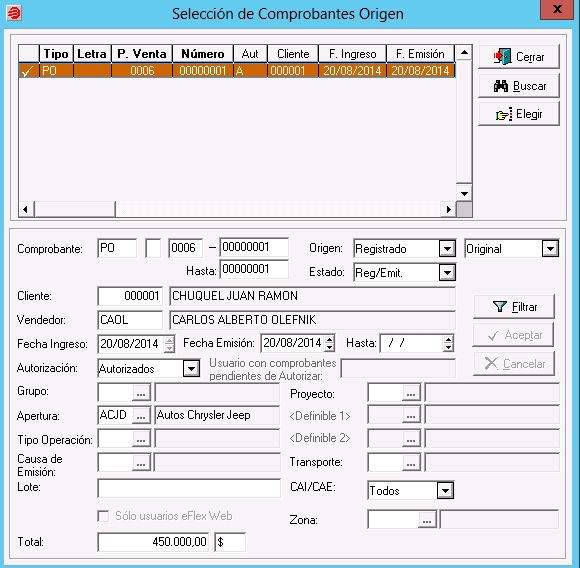 Selección de Comprobantes Origen
X
Tipo Letra P. Venta Número Aut Cliente F. Ingreso F. Emisión
PO 0006 00000001 A 000001 20/08/2014 20/08/2014
Cerrar
Buscar
Elegir
Comprobante: PO 0006 – 00000001 Origen: Registrado Original
Hasta: 00000001 Estado: Reg/Emit.
Cliente: 000001 CHUQUEL JUAN RAMON
Vendedor: CAOL CARLOS ALBERTO OLEFNIK
Filtrar
Aceptar
Cancelar
Fecha Ingreso: 20/08/2014 Fecha Emisión: 20/08/2014 Hasta: / /
Autorización: Autorizados Usuario con comprobantes
pendientes de Autorizar:
Grupo: ... Proyecto: ...
Apertura: ACJD ... Autos Chrysler Jeep <Definible 1> ...
Tipo Operación: ... <Definible 2> ...
Causa de
Emisión: ... Transporte: ...
Lote: CAI/CAE: Todos
Sólo usuarios eFlex Web Zona: ...
Total: 450.000,00 $